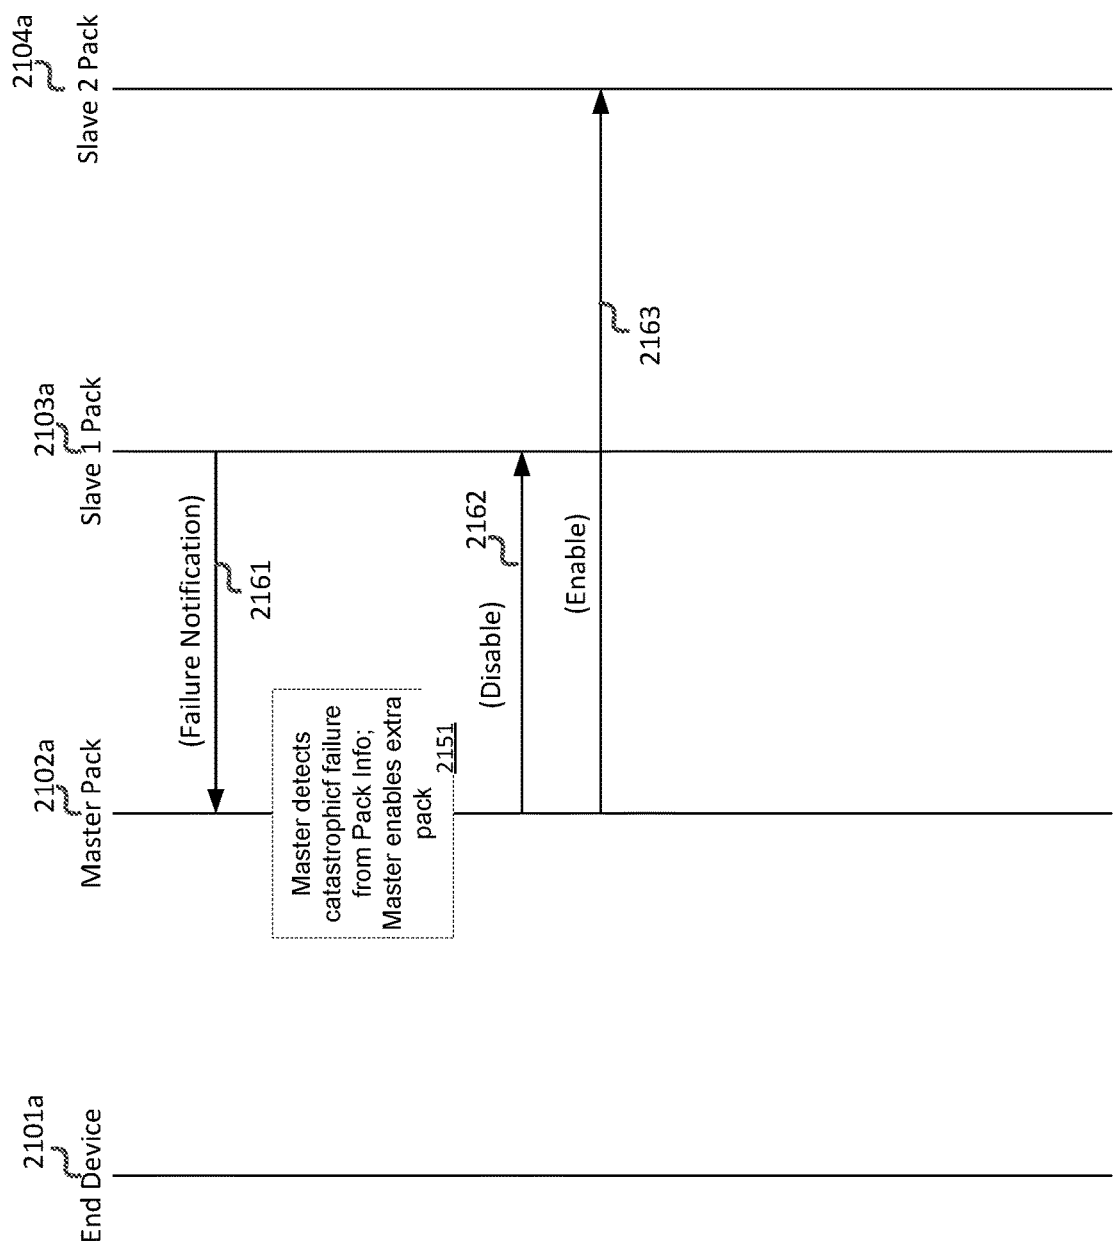 2101a
End Device
2102a
Master Pack
2103a
Slave 1 Pack
2104a
Slave 2 Pack
(Failure Notification)
2161
Master detects
catastrophicf failure
from Pack Info;
Master enables extra
pack
2151
(Disable)
2162
(Enable)
2163